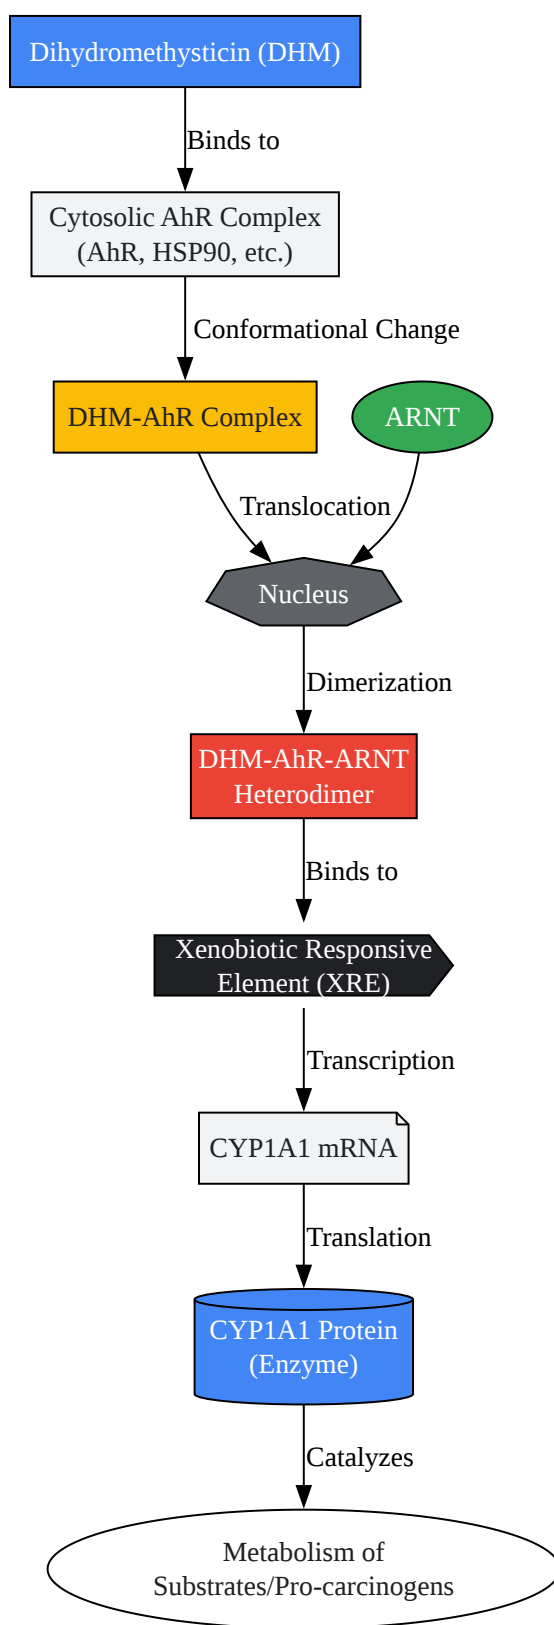 Dihydromethysticin (DHM)
Binds to
Cytosolic AhR Complex
(AhR, HSP90, etc.)
Conformational Change
DHM-AhR Complex
ARNT
Translocation
Nucleus
Dimerization
DHM-AhR-ARNT
Heterodimer
Binds to
Xenobiotic Responsive
Element (XRE)
Transcription
CYP1A1 mRNA
Translation
CYP1A1 Protein
(Enzyme)
Catalyzes
Metabolism of
Substrates/Pro-carcinogens